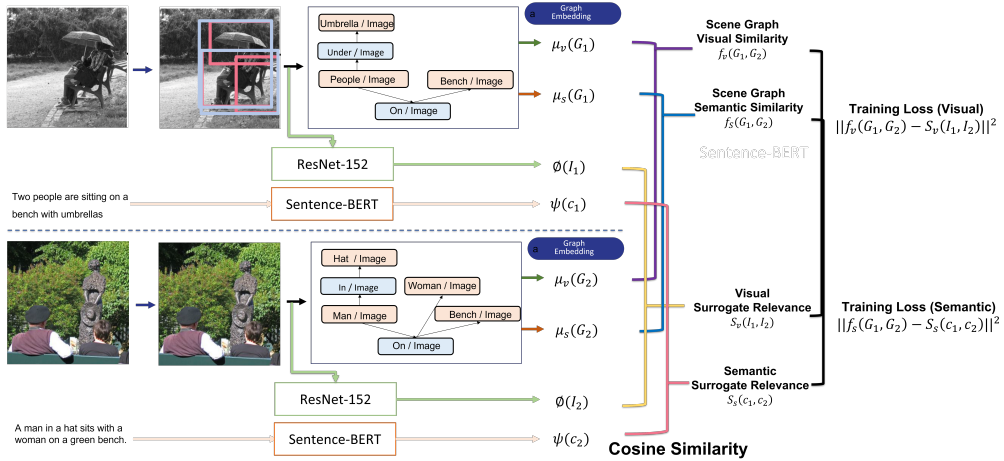 a
Graph
Embedding
Umbrella / Image
Under / Image
People / Image
Bench / Image
On / Image
μᵥ(G₁)
μₛ(G₁)
Scene Graph
Visual Similarity
fᵥ(G₁, G₂)
Scene Graph
Semantic Similarity
fₛ(G₁, G₂)
Sentence-BERT
Training Loss (Visual)
||fᵥ(G₁, G₂) − Sᵥ(I₁, I₂)||²
ResNet-152
∅(I₁)
Two people are sitting on a
bench with umbrellas
Sentence-BERT
ψ(c₁)
a
Graph
Embedding
Hat / Image
In / Image
Woman / Image
Man / Image
Bench / Image
On / Image
μᵥ(G₂)
μₛ(G₂)
Visual
Surrogate Relevance
Sᵥ(I₁, I₂)
Training Loss (Semantic)
||fₛ(G₁, G₂) − Sₛ(c₁, c₂)||²
Semantic
Surrogate Relevance
Sₛ(c₁, c₂)
ResNet-152
∅(I₂)
A man in a hat sits with a
woman on a green bench.
Sentence-BERT
ψ(c₂)
Cosine Similarity